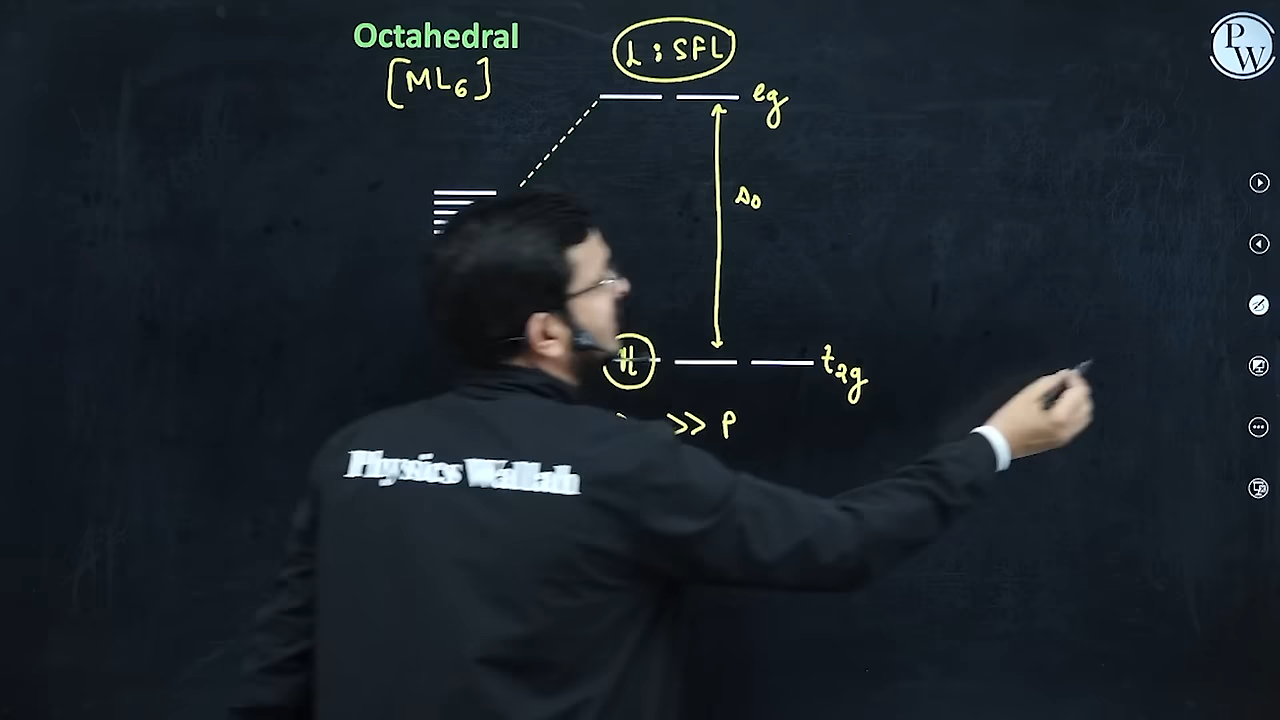 Octahedral
[ML6]
L : SFL
eg
Δo
t2g
>> P
Physics Wallah
PW